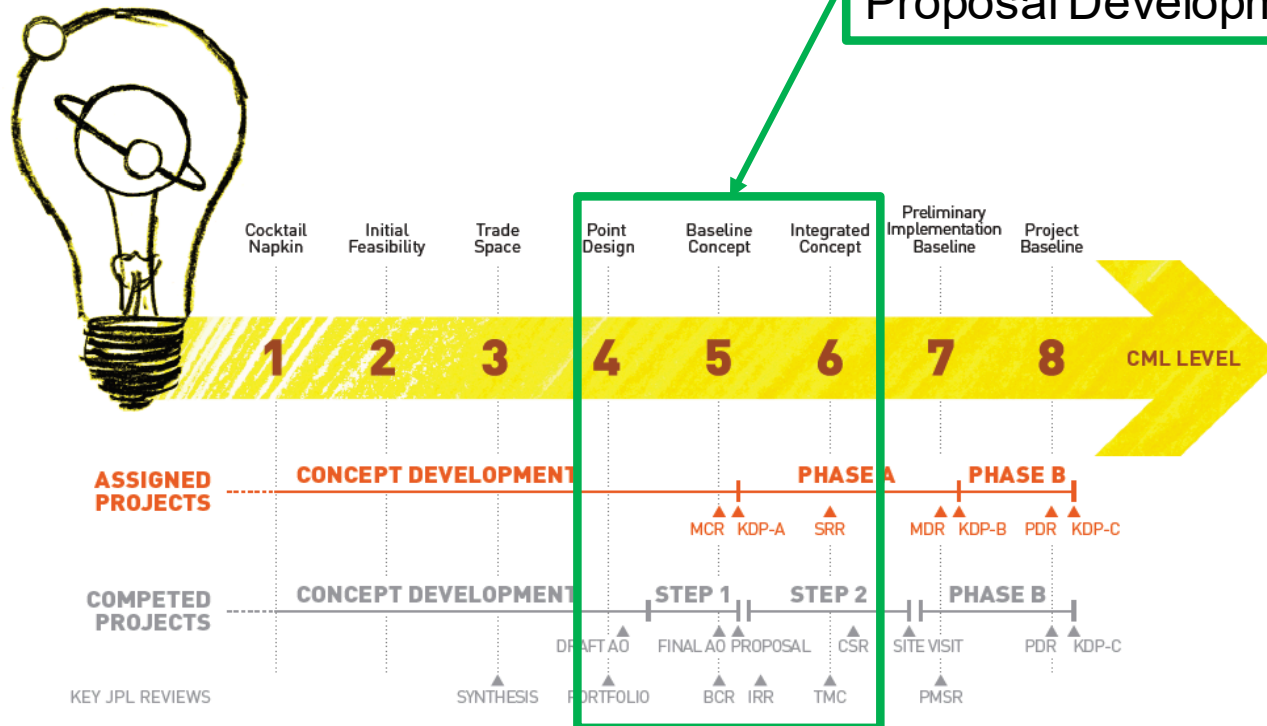 Proposal Developm
Cocktail
Napkin
Initial
Feasibility
Trade
Space
Point
Design
Baseline
Concept
Integrated
Concept
Preliminary
Implementation
Baseline
Project
Baseline
1 2 3 4 5 6 7 8 CML LEVEL
ASSIGNED
PROJECTS
CONCEPT DEVELOPMENT PHASE A PHASE B
MCR KDP-A SRR MDR KDP-B PDR KDP-C
COMPETED
PROJECTS
CONCEPT DEVELOPMENT STEP 1 STEP 2 PHASE B
DRAFT AO FINAL AO PROPOSAL CSR SITE VISIT PDR KDP-C
KEY JPL REVIEWS SYNTHESIS PORTFOLIO BCR IRR TMC PMSR